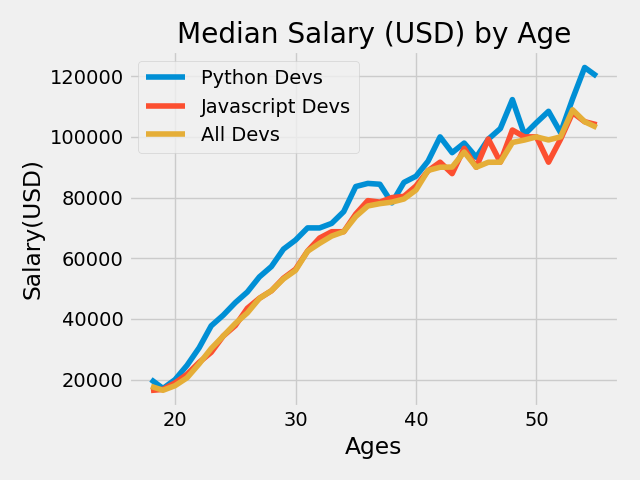 Median Salary (USD) by Age
Python Devs
Javascript Devs
All Devs
120000
100000
80000
60000
40000
20000
Salary(USD)
20 30 40 50
Ages